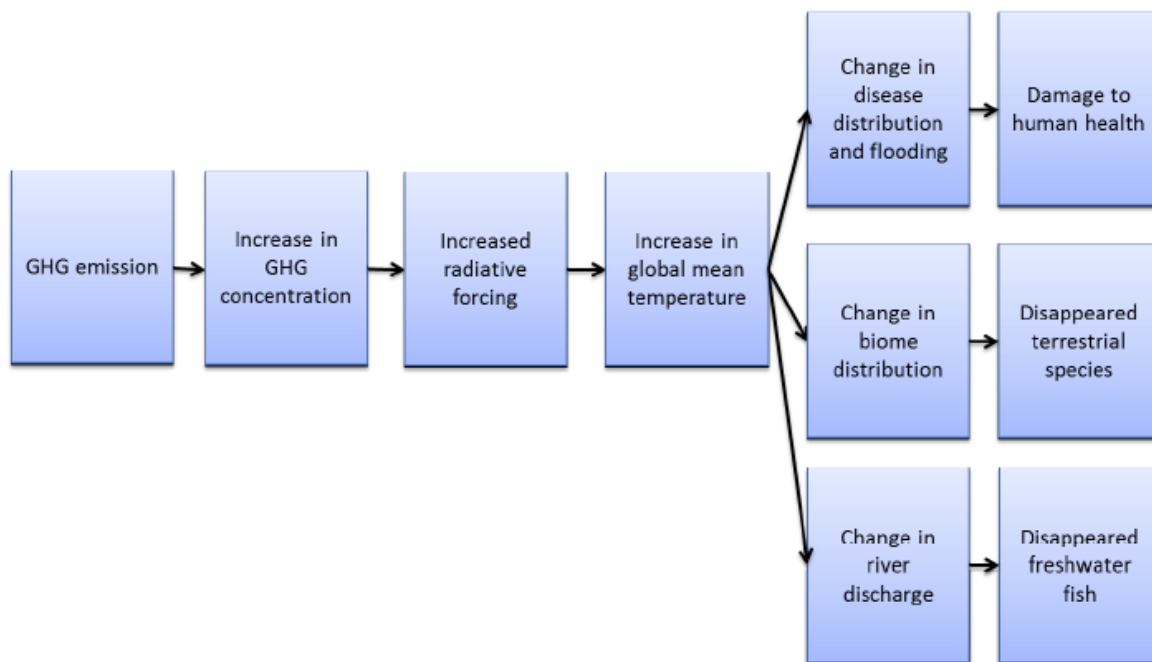 GHG emission
Increase in
GHG
concentration
Increased
radiative
forcing
Increase in
global mean
temperature
Change in
disease
distribution
and flooding
Damage to
human health
Change in
biome
distribution
Disappeared
terrestrial
species
Change in
river
discharge
Disappeared
freshwater
fish